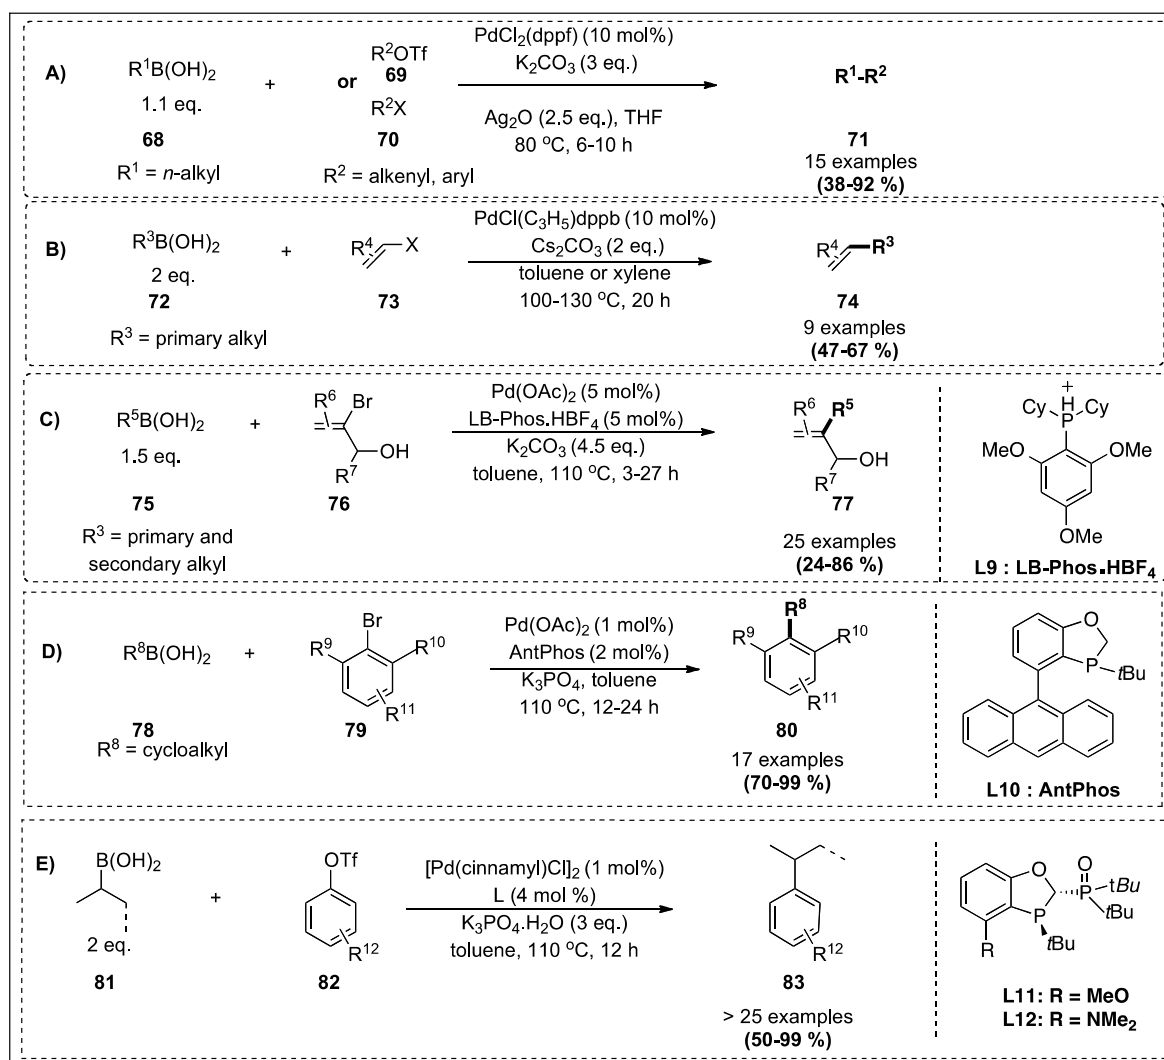 A)
R¹B(OH)₂
1.1 eq.
68
R¹ = n-alkyl
+
or
R²OTf
69
R²X
70
R² = alkenyl, aryl
PdCl₂(dppf) (10 mol%)
K₂CO₃ (3 eq.)
Ag₂O (2.5 eq.), THF
80 °C, 6-10 h
R¹-R²
71
15 examples
(38-92 %)
B)
R³B(OH)₂
2 eq.
72
R³ = primary alkyl
+
R⁴
X
73
PdCl(C₃H₅)dppb (10 mol%)
Cs₂CO₃ (2 eq.)
toluene or xylene
100-130 °C, 20 h
R⁴
R³
74
9 examples
(47-67 %)
C)
R⁵B(OH)₂
1.5 eq.
75
R³ = primary and
secondary alkyl
+
R⁶
Br
OH
R⁷
76
Pd(OAc)₂ (5 mol%)
LB-Phos.HBF₄ (5 mol%)
K₂CO₃ (4.5 eq.)
toluene, 110 °C, 3-27 h
R⁶
R⁵
OH
R⁷
77
25 examples
(24-86 %)
+
H
Cy
P
Cy
MeO
OMe
OMe
L9 : LB-Phos.HBF₄
D)
R⁸B(OH)₂
78
R⁸ = cycloalkyl
+
Br
R⁹
R¹⁰
R¹¹
79
Pd(OAc)₂ (1 mol%)
AntPhos (2 mol%)
K₃PO₄, toluene
110 °C, 12-24 h
R⁸
R⁹
R¹⁰
R¹¹
80
17 examples
(70-99 %)
O
P
tBu
L10 : AntPhos
E)
B(OH)₂
2 eq.
81
+
OTf
R¹²
82
[Pd(cinnamyl)Cl]₂ (1 mol%)
L (4 mol %)
K₃PO₄.H₂O (3 eq.)
toluene, 110 °C, 12 h
R¹²
83
> 25 examples
(50-99 %)
O
O
P
tBu
tBu
P
tBu
R
L11: R = MeO
L12: R = NMe₂